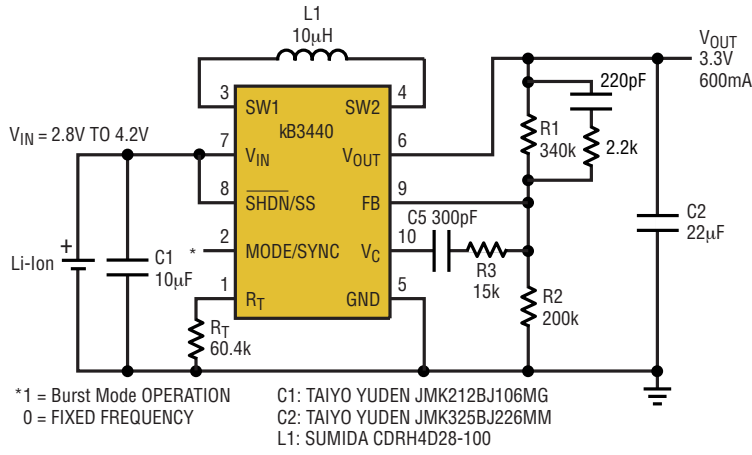 L1
10µH
3
4
SW1
SW2
kB3440
V_OUT
3.3V
600mA
220pF
R1
340k
2.2k
V_IN = 2.8V TO 4.2V
7
V_IN
V_OUT
6
8
SHDN/SS
FB
9
C5 300pF
2
*
MODE/SYNC
V_C
10
R3
15k
C2
22µF
+
Li-Ion
C1
10µF
1
R_T
GND
5
R2
200k
R_T
60.4k
*1 = Burst Mode OPERATION
0 = FIXED FREQUENCY
C1: TAIYO YUDEN JMK212BJ106MG
C2: TAIYO YUDEN JMK325BJ226MM
L1: SUMIDA CDRH4D28-100